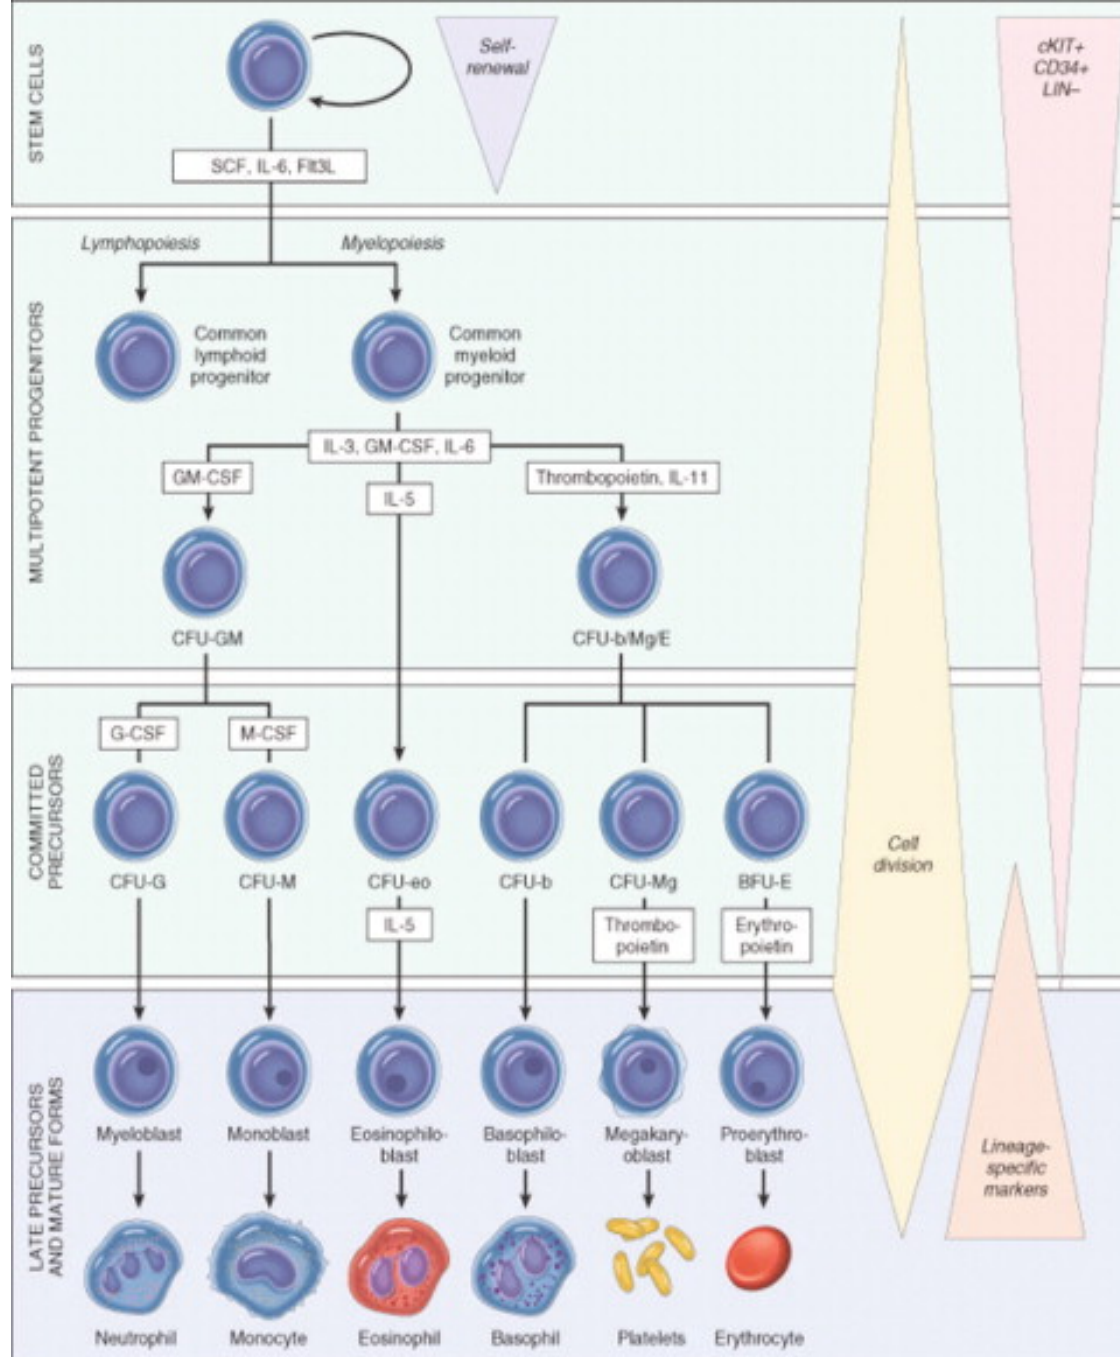 STEM CELLS
Self-
renewal
cKIT+
CD34+
LIN–
SCF, IL-6, Flt3L
MULTIPOTENT PROGENITORS
Lymphopoiesis
Myelopoiesis
Common
lymphoid
progenitor
Common
myeloid
progenitor
IL-3, GM-CSF, IL-6
GM-CSF
IL-5
Thrombopoietin, IL-11
CFU-GM
CFU-b/Mg/E
COMMITTED
PRECURSORS
G-CSF
M-CSF
CFU-G
CFU-M
CFU-eo
CFU-b
CFU-Mg
BFU-E
IL-5
Thrombo-
poietin
Erythro-
poietin
Cell
division
LATE PRECURSORS
AND MATURE FORMS
Myeloblast
Monoblast
Eosinophilo-
blast
Basophilo-
blast
Megakary-
oblast
Proerythro-
blast
Lineage-
specific
markers
Neutrophil
Monocyte
Eosinophil
Basophil
Platelets
Erythrocyte